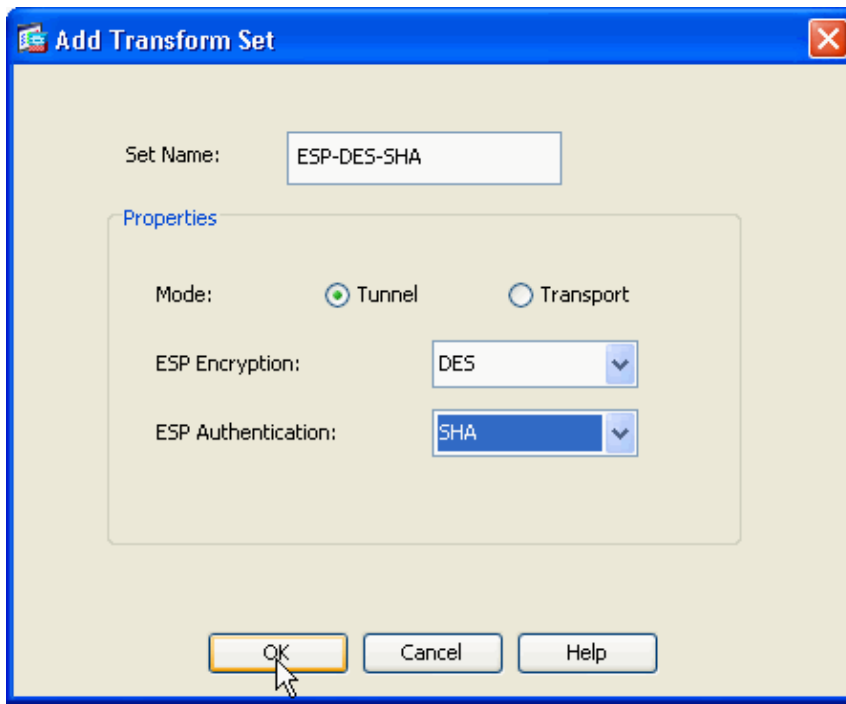 Add Transform Set
Set Name: ESP-DES-SHA
Properties
Mode: Tunnel Transport
ESP Encryption: DES
ESP Authentication: SHA
OK Cancel Help